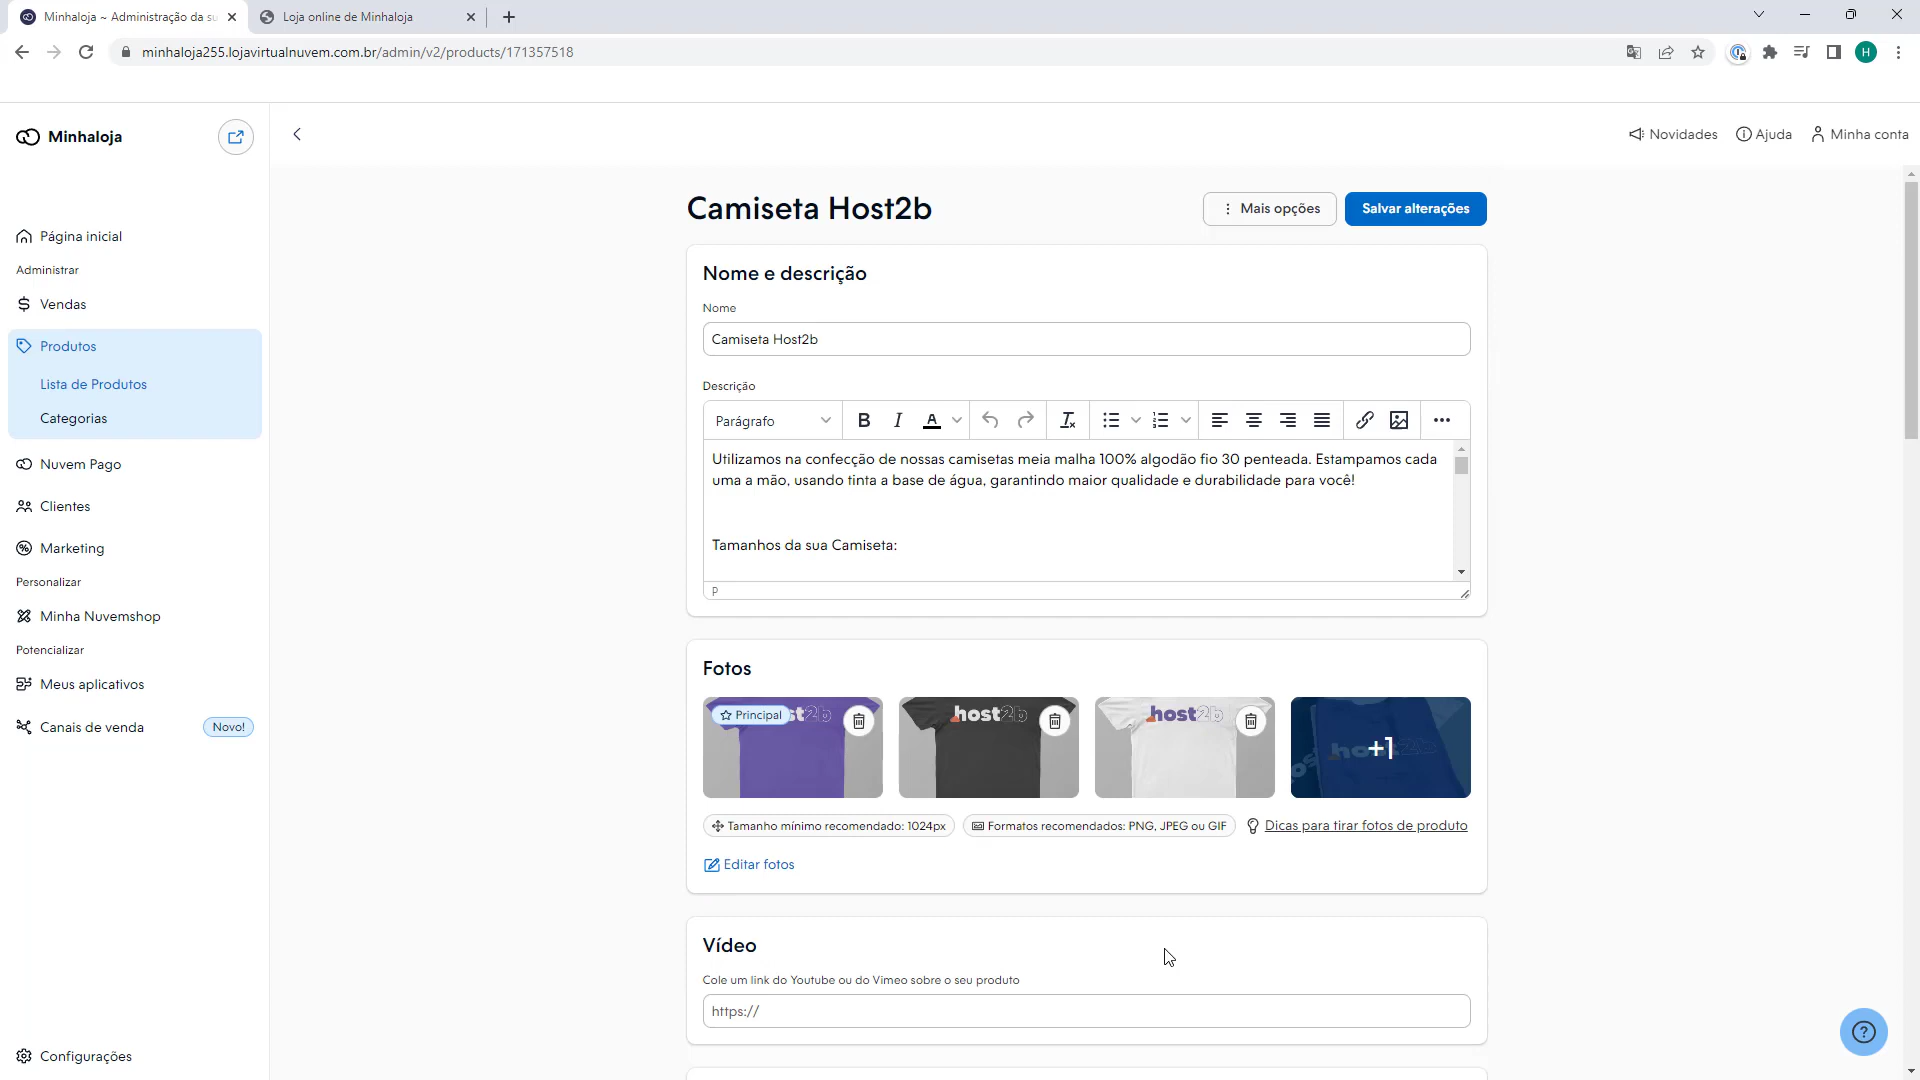 Minhaloja ~ Administração da su
Loja online de Minhaloja
minhaloja255.lojavirtualnuvem.com.br/admin/v2/products/171357518
H
Minhaloja
Novidades
Ajuda
Minha conta
Página inicial
Administrar
Vendas
Produtos
Lista de Produtos
Categorias
Nuvem Pago
Clientes
Marketing
Personalizar
Minha Nuvemshop
Potencializar
Meus aplicativos
Canais de venda
Novo!
Configurações
Camiseta Host2b
Mais opções
Salvar alterações
Nome e descrição
Nome
Camiseta Host2b
Descrição
Parágrafo
Utilizamos na confecção de nossas camisetas meia malha 100% algodão fio 30 penteada. Estampamos cada
uma a mão, usando tinta a base de água, garantindo maior qualidade e durabilidade para você!
Tamanhos da sua Camiseta:
P
Fotos
Principal
st2b
.host2b
.host2b
+1
Tamanho mínimo recomendado: 1024px
Formatos recomendados: PNG, JPEG ou GIF
Dicas para tirar fotos de produto
Editar fotos
Vídeo
Cole um link do Youtube ou do Vimeo sobre o seu produto
https://